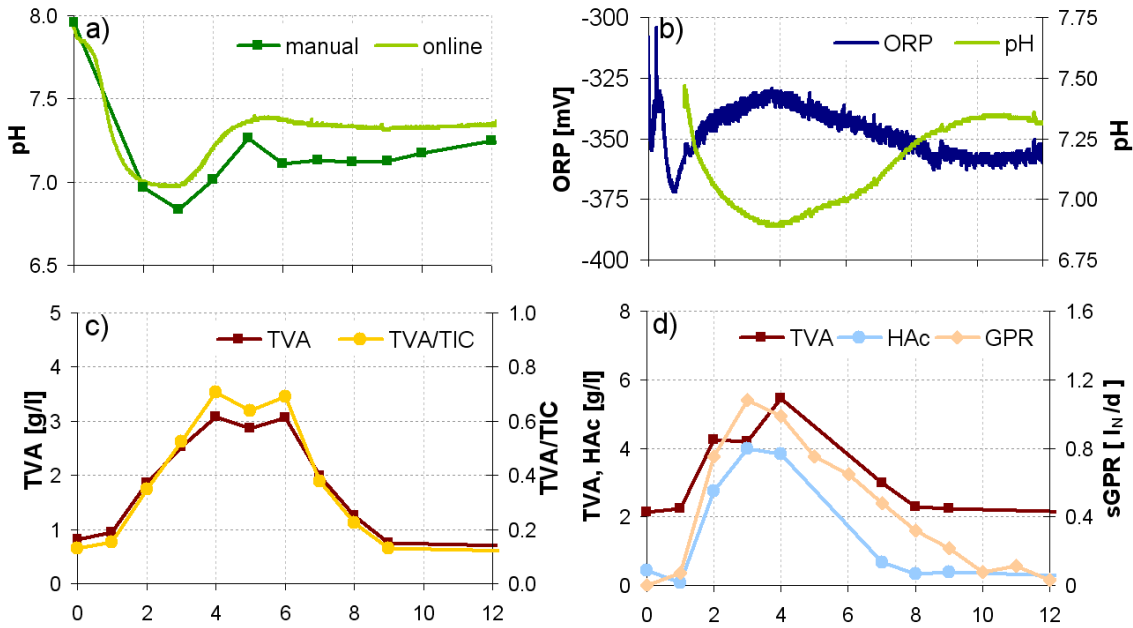 a)
manual
online
8.0
7.5
7.0
6.5
pH
b)
ORP
pH
-300
-325
-350
-375
-400
ORP [mV]
7.75
7.50
7.25
7.00
6.75
pH
c)
TVA
TVA/TIC
5
4
3
2
1
0
TVA [g/l]
1.0
0.8
0.6
0.4
0.2
0.0
TVA/TIC
0 2 4 6 8 10 12
d)
TVA
HAc
GPR
8
6
4
2
0
TVA, HAc [g/l]
1.6
1.2
0.8
0.4
0
sGPR [ lN/d]
0 2 4 6 8 10 12